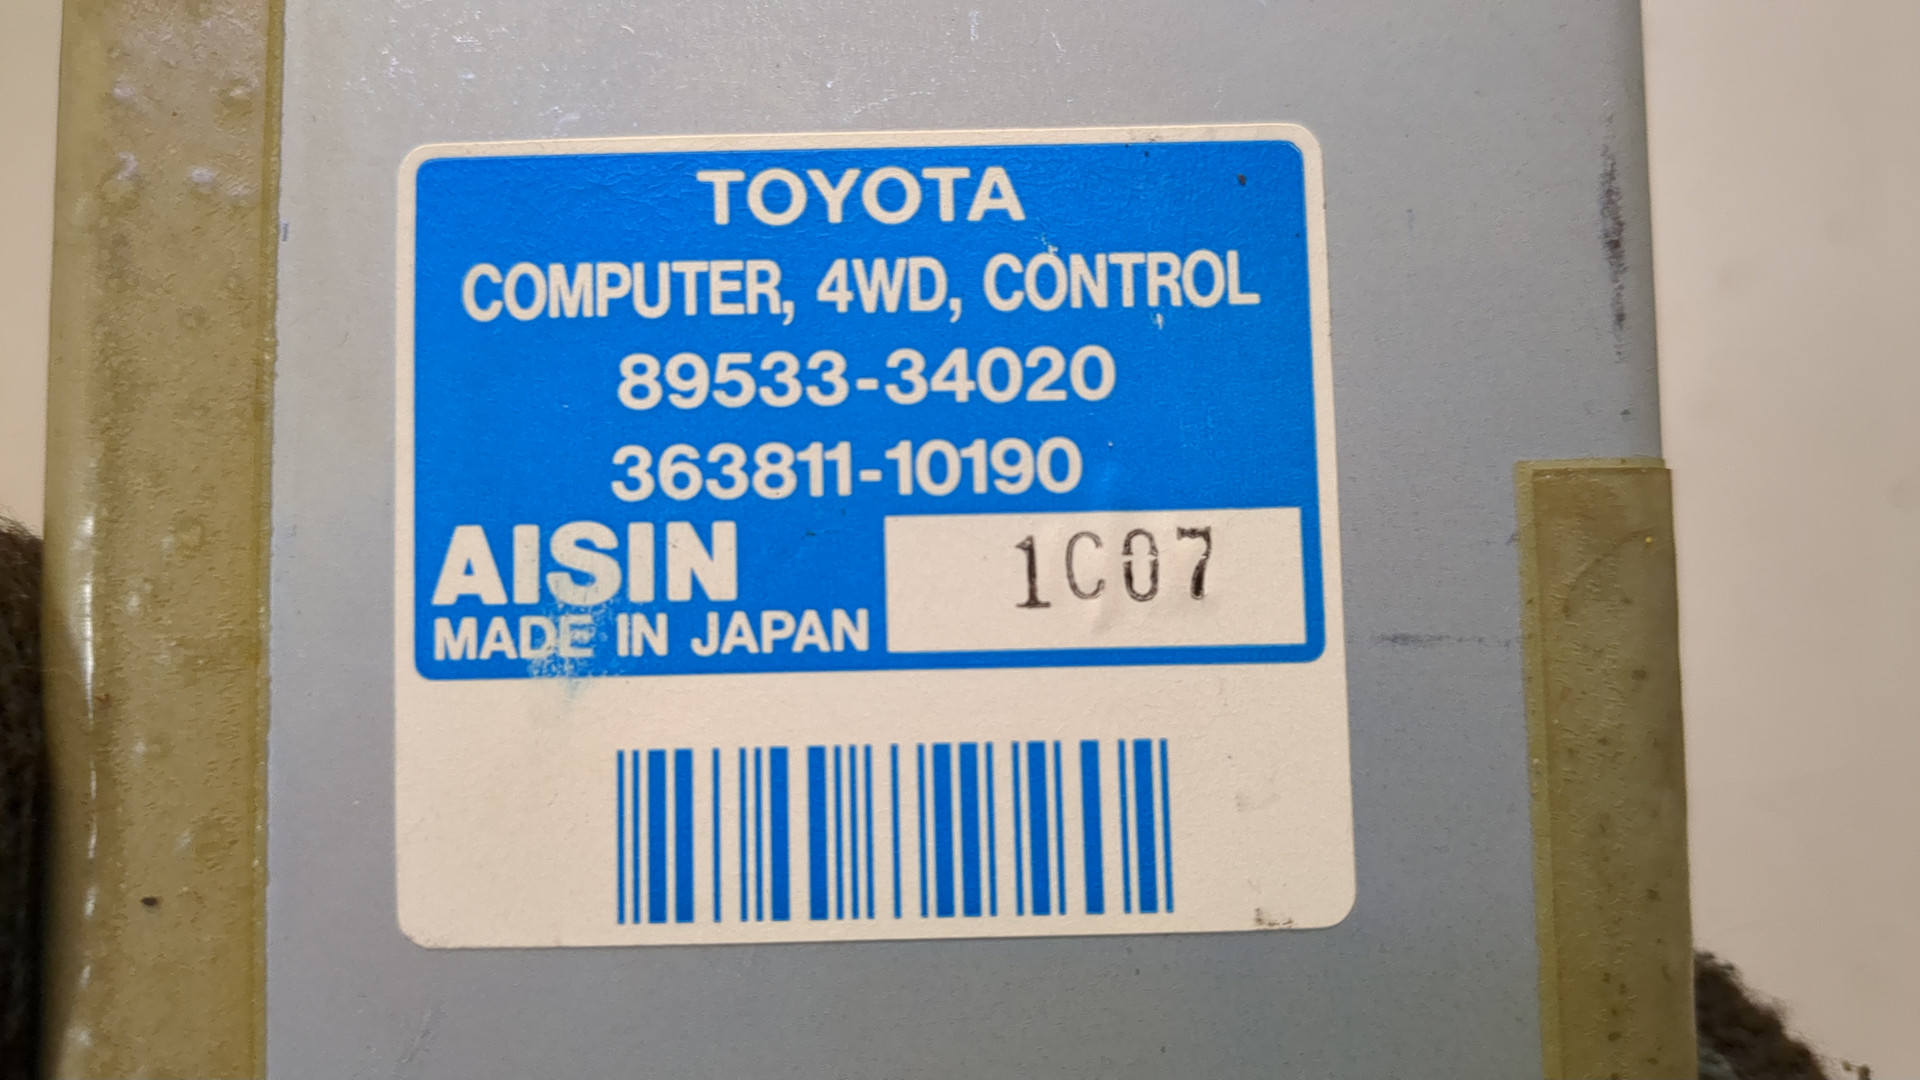 TOYOTA
COMPUTER, 4WD, CONTROL
89533-34020
363811-10190
AISIN
1C07
MADE IN JAPAN